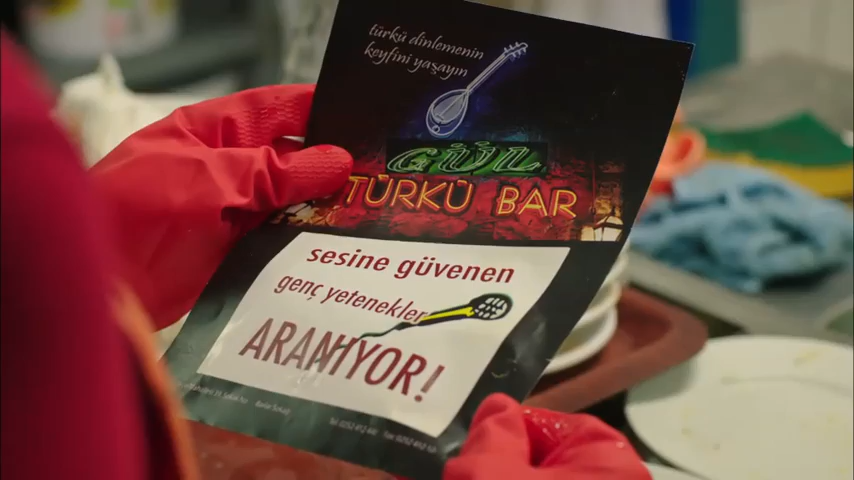 türkü dinlemenin
keyfini yaşayın
GÜL
TÜRKÜ BAR
sesine güvenen
genç yetenekler
ARANIYOR!